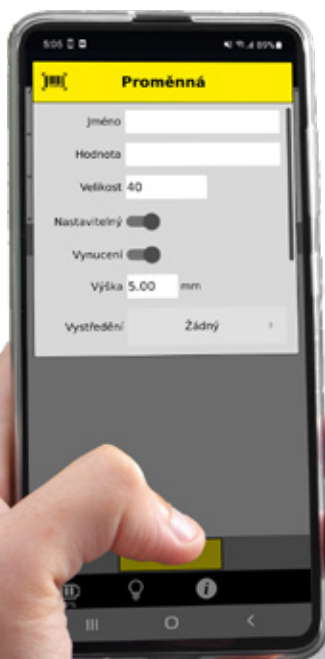 5:05 89%
Proměnná
Jméno
Hodnota
Velikost 40
Nastavitelný
Vynucení
Výška 5.00 mm
Vystředění Žádný